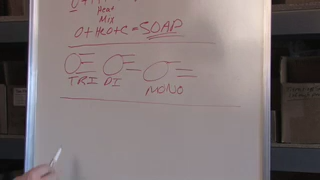 Heat
Mix
O + H2O + C = SOAP
TRI DI MONO